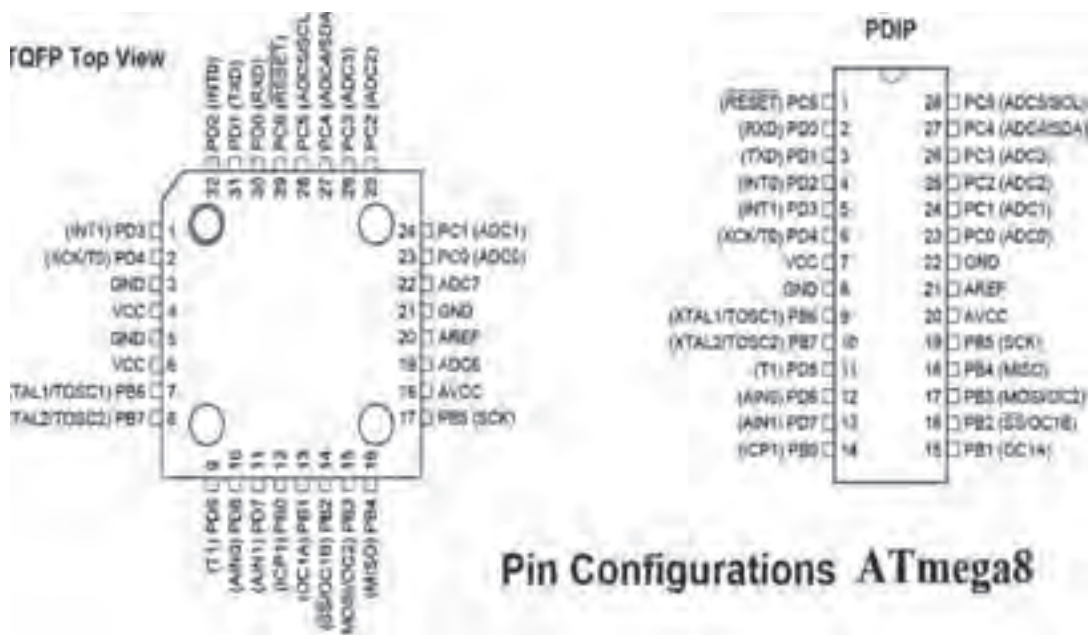 TQFP Top View
PD2 (INT0)
PD1 (TXD)
PD0 (RXD)
PC6 (RESET)
PC5 (ADC5/SCL
PC4 (ADC4/SDA
PC3 (ADC3)
PC2 (ADC2)
32 31 30 29 28 27 26 25
(INT1) PD3 1
(XCK/T0) PD4 2
GND 3
VCC 4
GND 5
VCC 6
TAL1/TOSC1) PB6 7
TAL2/TOSC2) PB7 8
24 PC1 (ADC1)
23 PC0 (ADC0)
22 ADC7
21 GND
20 AREF
19 ADC6
18 AVCC
17 PB5 (SCK)
9 10 11 12 13 14 15 16
(T1) PD5
(AIN0) PD6
(AIN1) PD7
(ICP1) PB0
(OC1A) PB1
(SS/OC1B) PB2
MOSI/OC2) PB3
(MISO) PB4
PDIP
(RESET) PC6 1
(RXD) PD0 2
(TXD) PD1 3
(INT0) PD2 4
(INT1) PD3 5
(XCK/T0) PD4 6
VCC 7
GND 8
(XTAL1/TOSC1) PB6 9
(XTAL2/TOSC2) PB7 10
(T1) PD5 11
(AIN0) PD6 12
(AIN1) PD7 13
(ICP1) PB0 14
28 PC5 (ADC5/SCL)
27 PC4 (ADC4/SDA)
26 PC3 (ADC3)
25 PC2 (ADC2)
24 PC1 (ADC1)
23 PC0 (ADC0)
22 GND
21 AREF
20 AVCC
19 PB5 (SCK)
18 PB4 (MISO)
17 PB3 (MOSI/OC2)
16 PB2 (SS/OC1B)
15 PB1 (OC1A)
Pin Configurations ATmega8